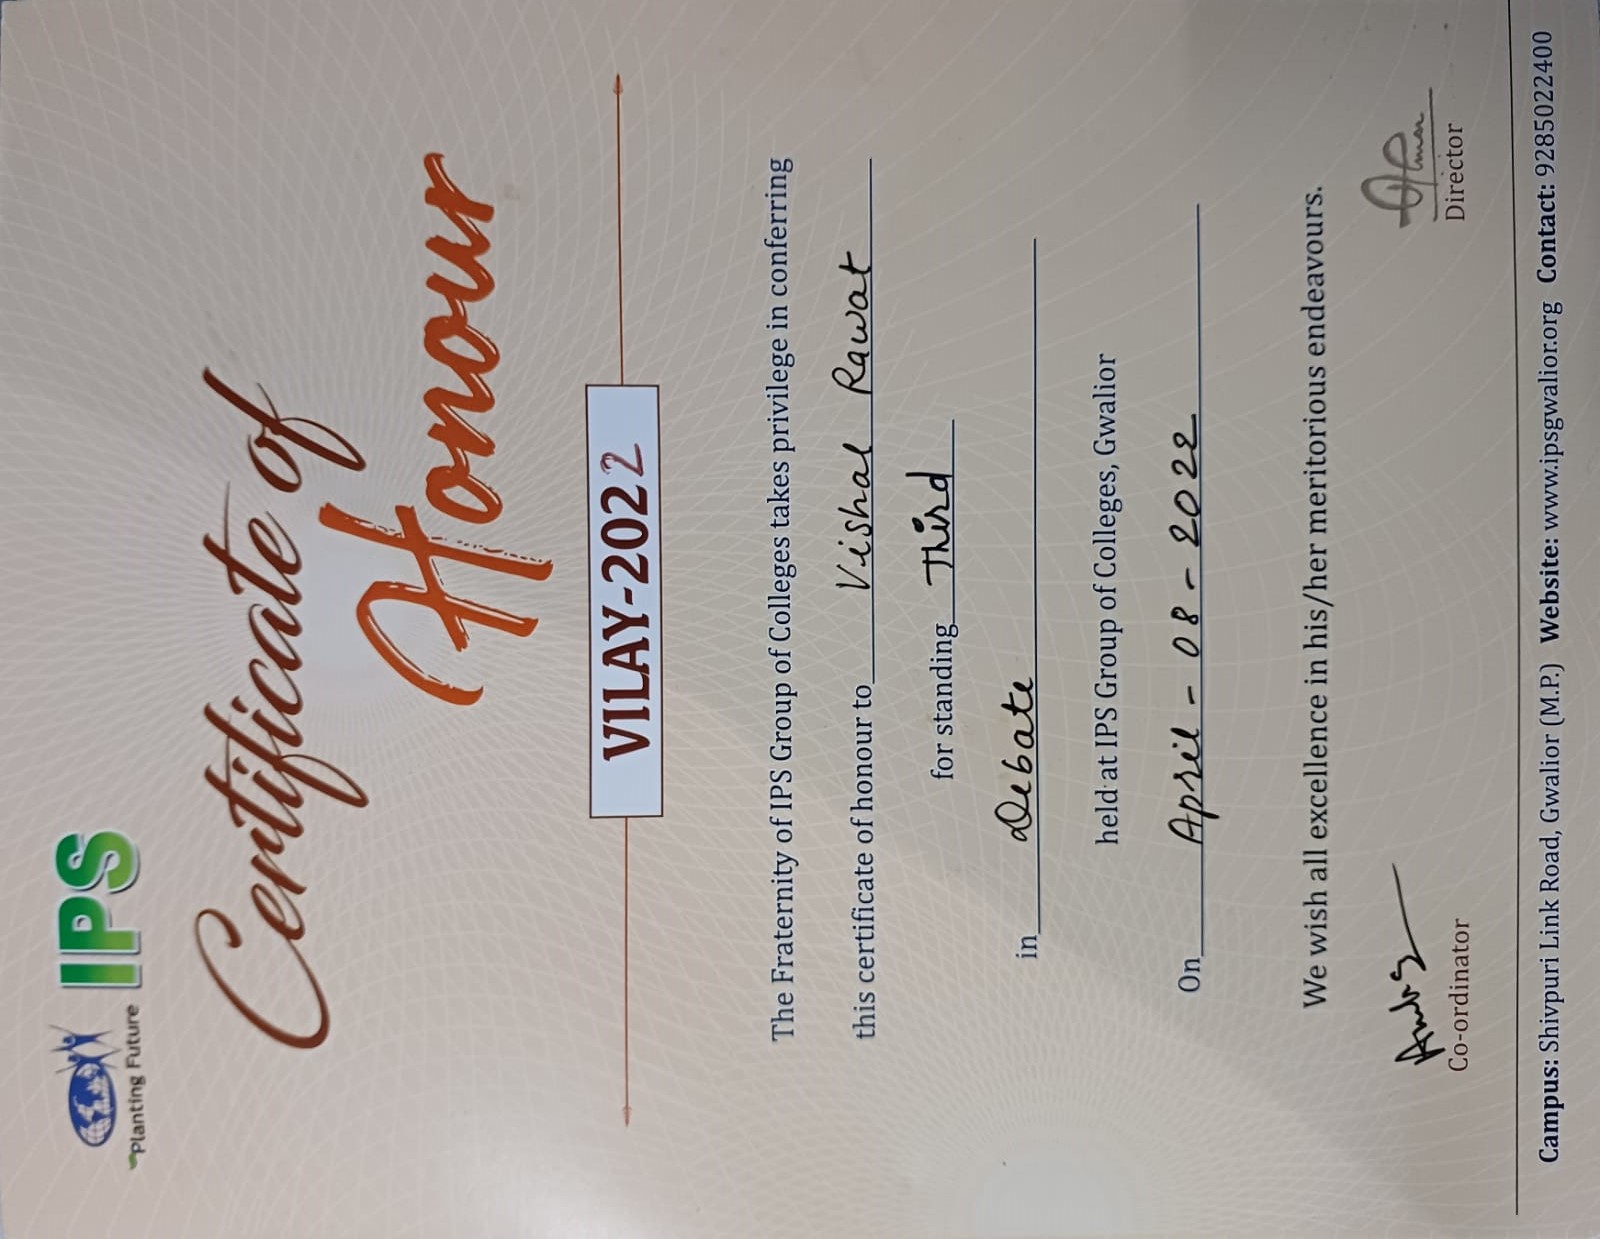 IPS
Planting Future
Certificate of
Honour
VILAY-2022
The Fraternity of IPS Group of Colleges takes privilege in conferring
this certificate of honour to Vishal Rawat
for standing Third
in Debate
held at IPS Group of Colleges, Gwalior
On April - 08 - 2022
We wish all excellence in his/her meritorious endeavours.
Co-ordinator
Director
Campus: Shivpuri Link Road, Gwalior (M.P.) Website: www.ipsgwalior.org Contact: 9285022400